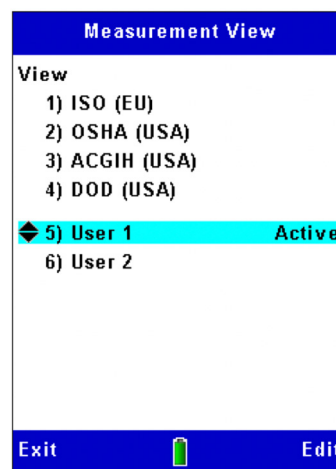 Measurement View
View
1) ISO (EU)
2) OSHA (USA)
3) ACGIH (USA)
4) DOD (USA)
5) User 1 Active
6) User 2
Exit Edit